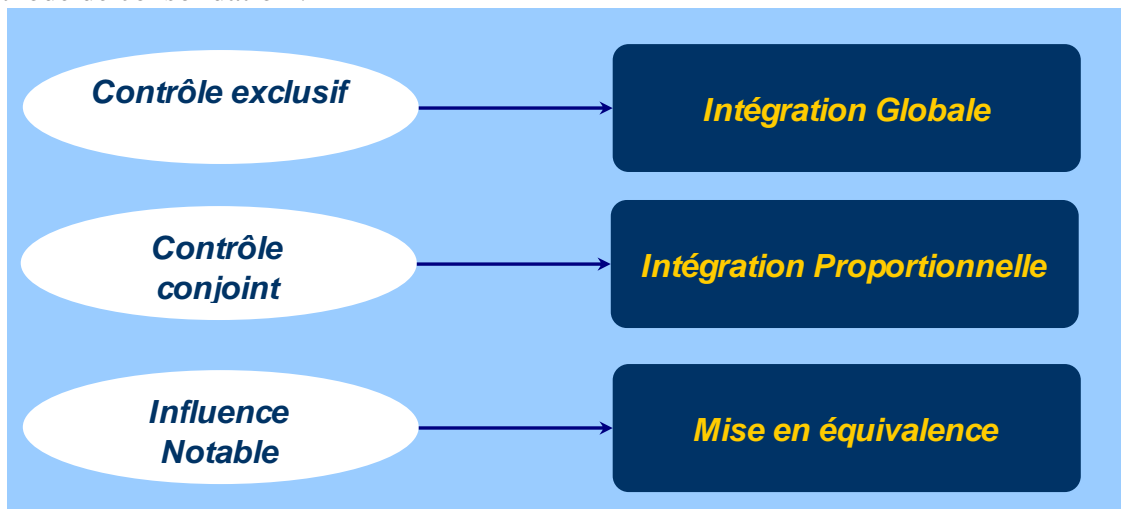 Contrôle exclusif
Intégration Globale
Contrôle
conjoint
Intégration Proportionnelle
Influence
Notable
Mise en équivalence